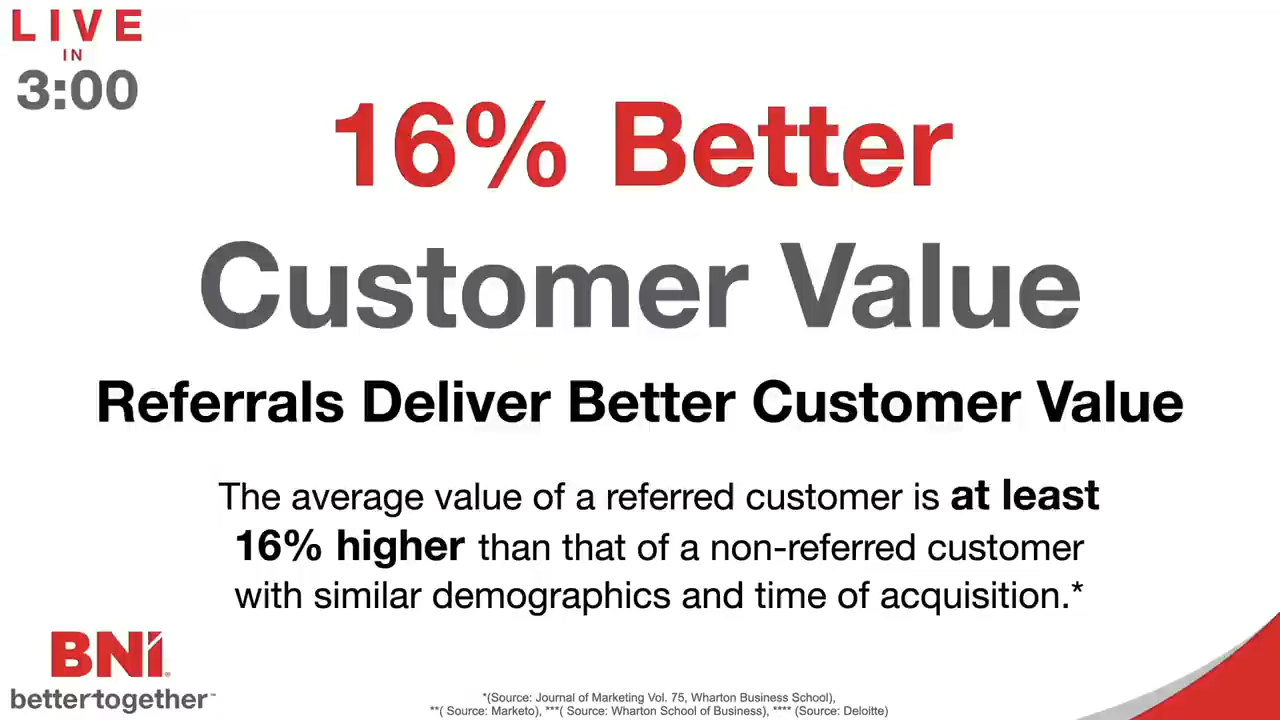 LIVE
IN
3:00
16% Better
Customer Value
Referrals Deliver Better Customer Value
The average value of a referred customer is at least
16% higher than that of a non-referred customer
with similar demographics and time of acquisition.*
BNI®
bettertogether™
*(Source: Journal of Marketing Vol. 75, Wharton Business School),
**( Source: Marketo), ***( Source: Wharton School of Business), **** (Source: Deloitte)